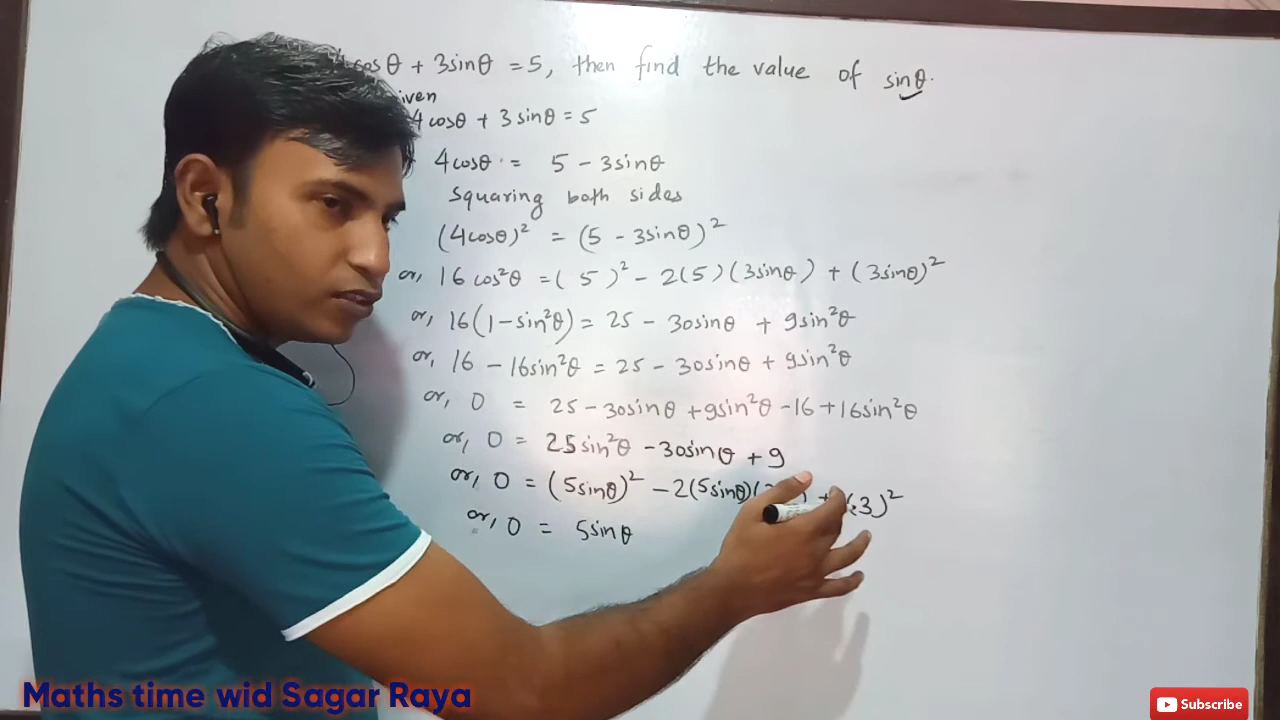 cosθ + 3sinθ = 5, then find the value of sinθ.
iven
4cosθ + 3sinθ = 5
4cosθ = 5 - 3sinθ
Squaring both sides
(4cosθ)² = (5 - 3sinθ)²
or, 16cos²θ = (5)² - 2(5)(3sinθ) + (3sinθ)²
or, 16(1-sin²θ) = 25 - 30sinθ + 9sin²θ
or, 16 - 16sin²θ = 25 - 30sinθ + 9sin²θ
or, 0 = 25 - 30sinθ + 9sin²θ - 16 + 16sin²θ
or, 0 = 25sin²θ - 30sinθ + 9
or, 0 = (5sinθ)² - 2(5sinθ)( ) + (3)²
or, 0 = 5sinθ
Maths time wid Sagar Raya
Subscribe